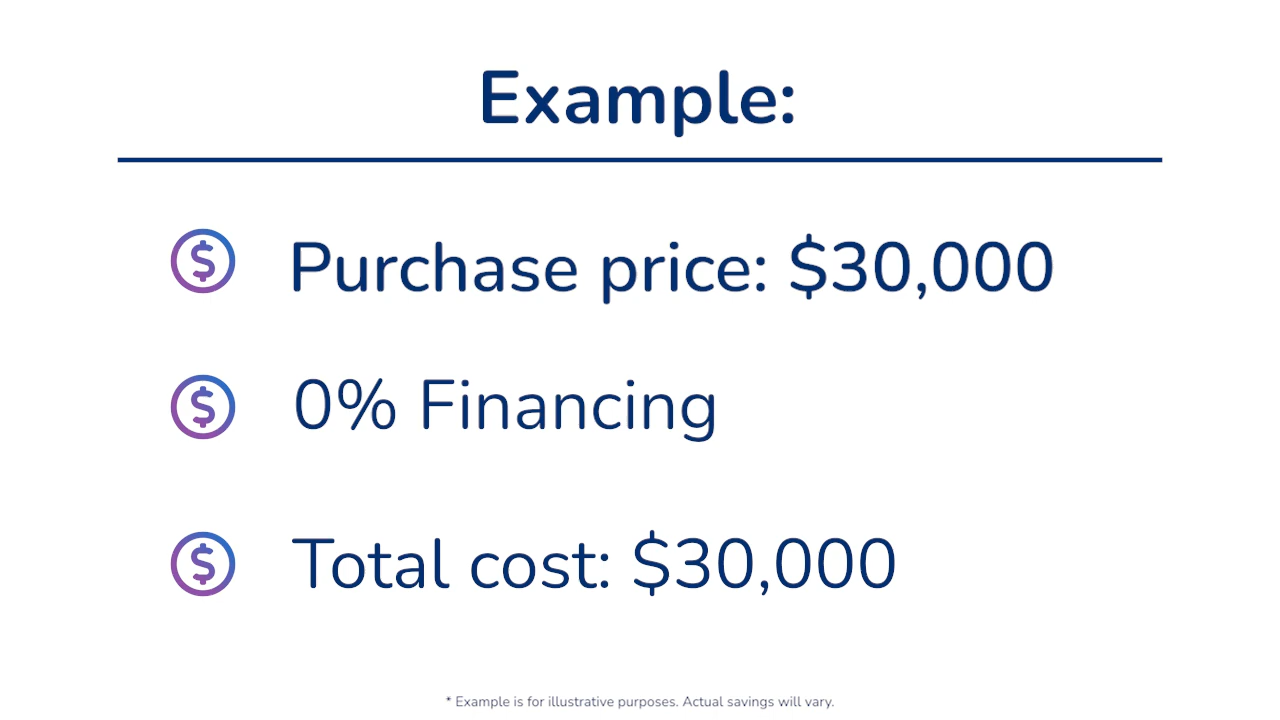 Example:
Purchase price: $30,000
0% Financing
Total cost: $30,000
* Example is for illustrative purposes. Actual savings will vary.